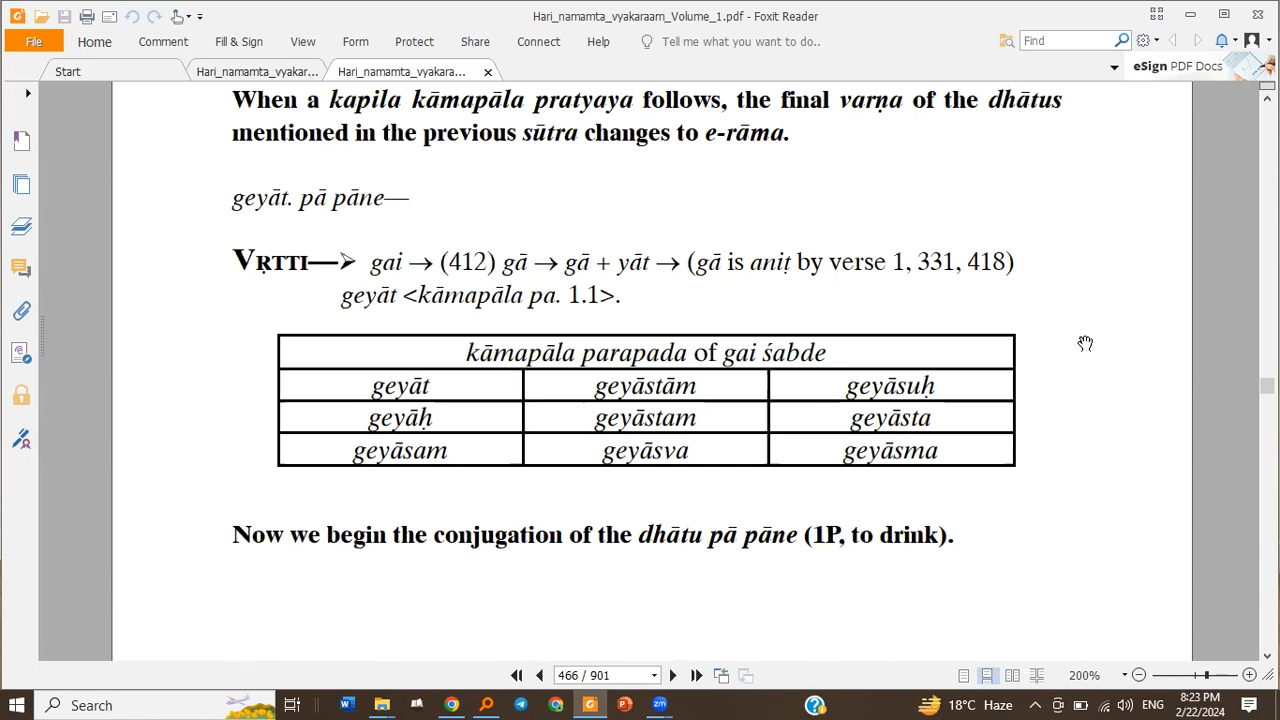 Hari_namamta_vyakaraam_Volume_1.pdf - Foxit Reader
File Home Comment Fill & Sign View Form Protect Share Connect Help Tell me what you want to do.. Find
Start Hari_namamta_vyakar... Hari_namamta_vyakara... eSign PDF Docs
When a kapila kāmapāla pratyaya follows, the final varṇa of the dhātus
mentioned in the previous sūtra changes to e-rāma.
geyāt. pā pāne—
VṚTTI—➢ gai → (412) gā → gā + yāt → (gā is aniṭ by verse 1, 331, 418)
geyāt <kāmapāla pa. 1.1>.
kāmapāla parapada of gai śabde
geyāt geyāstām geyāsuḥ
geyāḥ geyāstam geyāsta
geyāsam geyāsva geyāsma
Now we begin the conjugation of the dhātu pā pāne (1P, to drink).
466 / 901 200%
Search 18°C Haze ENG 8:23 PM
2/22/2024